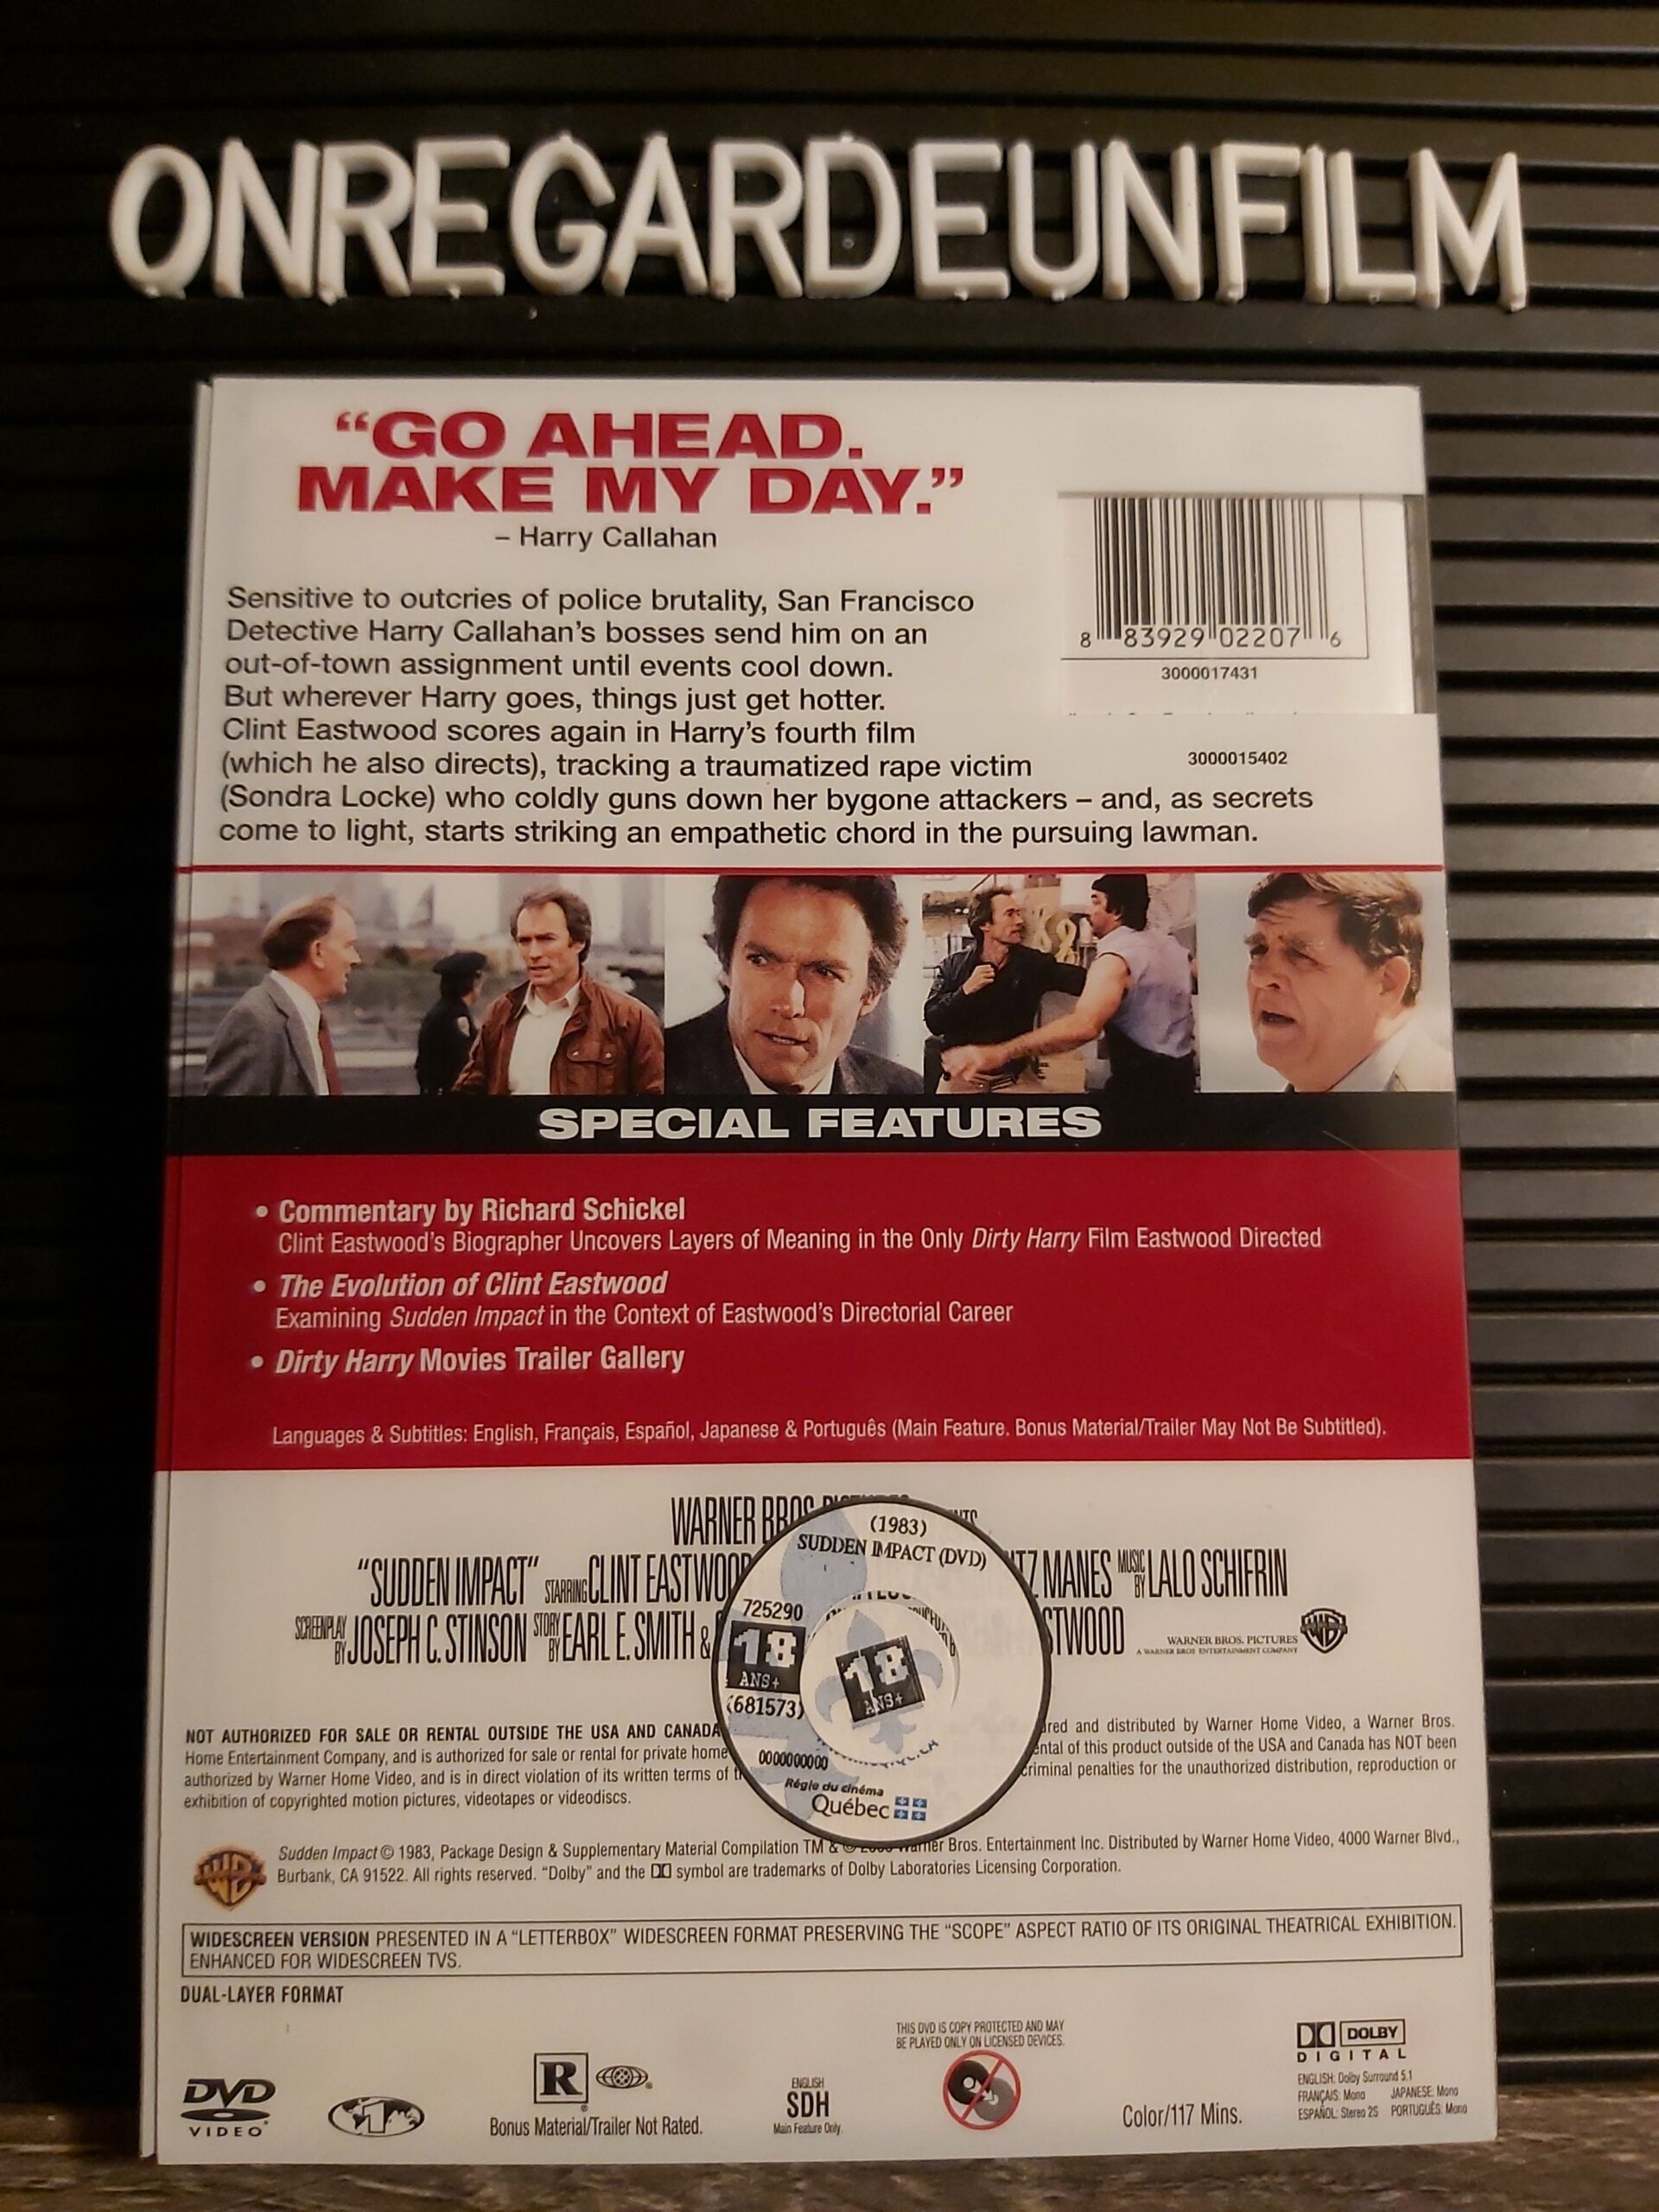 ONREGARDEUNFILM
“GO AHEAD.
MAKE MY DAY.”
– Harry Callahan
Sensitive to outcries of police brutality, San Francisco
Detective Harry Callahan’s bosses send him on an
out-of-town assignment until events cool down.
But wherever Harry goes, things just get hotter.
Clint Eastwood scores again in Harry’s fourth film
(which he also directs), tracking a traumatized rape victim
(Sondra Locke) who coldly guns down her bygone attackers – and, as secrets
come to light, starts striking an empathetic chord in the pursuing lawman.
8 83929 02207 6
3000017431
3000015402
SPECIAL FEATURES
• Commentary by Richard Schickel
Clint Eastwood’s Biographer Uncovers Layers of Meaning in the Only Dirty Harry Film Eastwood Directed
• The Evolution of Clint Eastwood
Examining Sudden Impact in the Context of Eastwood’s Directorial Career
• Dirty Harry Movies Trailer Gallery
Languages & Subtitles: English, Français, Español, Japanese & Português (Main Feature. Bonus Material/Trailer May Not Be Subtitled).
WARNER BROS
“SUDDEN IMPACT” STARRING CLINT EASTWOOD MANES MUSIC BY LALO SCHIFRIN
SCREENPLAY BY JOSEPH C. STINSON STORY BY EARL E. SMITH &
WARNER BROS. PICTURES
A WARNER BROS ENTERTAINMENT COMPANY
(1983)
SUDDEN IMPACT (DVD)
725290
18
ANS+
(681573)
18
ANS+
0000000000
Régie du cinéma
Québec
NOT AUTHORIZED FOR SALE OR RENTAL OUTSIDE THE USA AND CANADA and distributed by Warner Home Video, a Warner Bros.
Home Entertainment Company, and is authorized for sale or rental for private home of this product outside of the USA and Canada has NOT been
authorized by Warner Home Video, and is in direct violation of its written terms of criminal penalties for the unauthorized distribution, reproduction or
exhibition of copyrighted motion pictures, videotapes or videodiscs.
Sudden Impact © 1983, Package Design & Supplementary Material Compilation TM & © Bros. Entertainment Inc. Distributed by Warner Home Video, 4000 Warner Blvd.,
Burbank, CA 91522. All rights reserved. “Dolby” and the DD symbol are trademarks of Dolby Laboratories Licensing Corporation.
WIDESCREEN VERSION PRESENTED IN A “LETTERBOX” WIDESCREEN FORMAT PRESERVING THE “SCOPE” ASPECT RATIO OF ITS ORIGINAL THEATRICAL EXHIBITION.
ENHANCED FOR WIDESCREEN TVS.
DUAL-LAYER FORMAT
DVD
VIDEO
1
R
Bonus Material/Trailer Not Rated.
ENGLISH
SDH
Main Feature Only.
THIS DVD IS COPY PROTECTED AND MAY
BE PLAYED ONLY ON LICENSED DEVICES.
Color/117 Mins.
DOLBY
DIGITAL
ENGLISH: Dolby Surround 5.1
FRANÇAIS: Mono JAPANESE: Mono
ESPAÑOL: Stereo 2S PORTUGUÊS: Mono